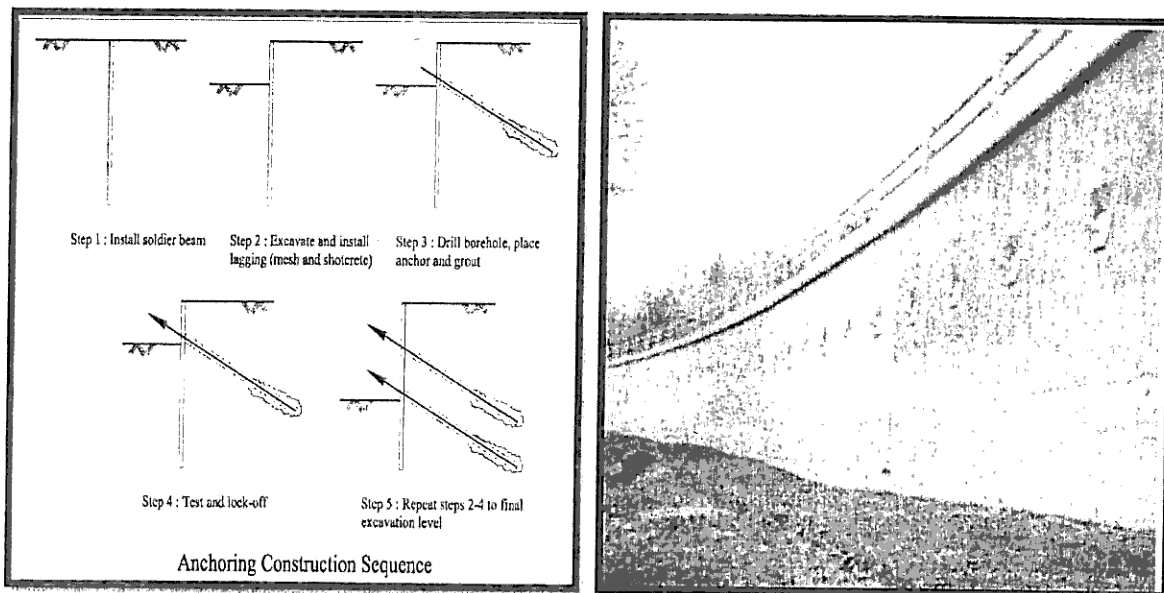 Step 1 : Install soldier beam
Step 2 : Excavate and install
lagging (mesh and shotcrete)
Step 3 : Drill borehole, place
anchor and grout
Step 4 : Test and lock-off
Step 5 : Repeat steps 2-4 to final
excavation level
Anchoring Construction Sequence